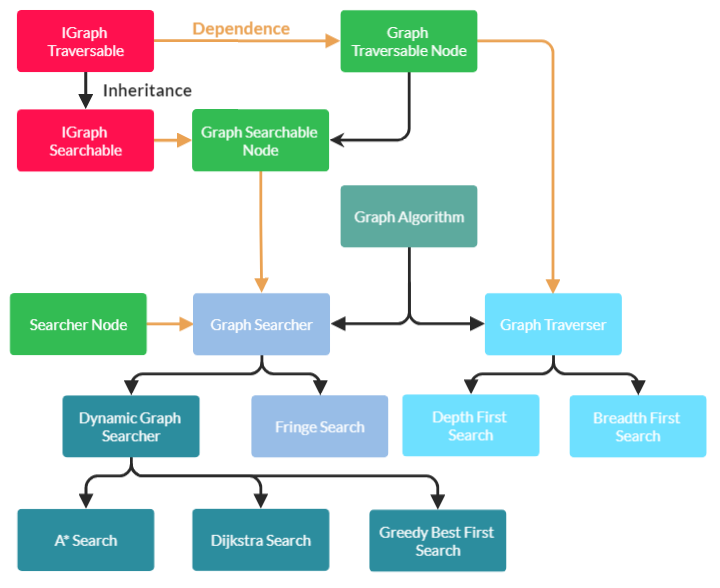 IGraph
Traversable
Dependence
Graph
Traversable Node
Inheritance
IGraph
Searchable
Graph Searchable
Node
Graph Algorithm
Searcher Node
Graph Searcher
Graph Traverser
Dynamic Graph
Searcher
Fringe Search
Depth First
Search
Breadth First
Search
A* Search
Dijkstra Search
Greedy Best First
Search